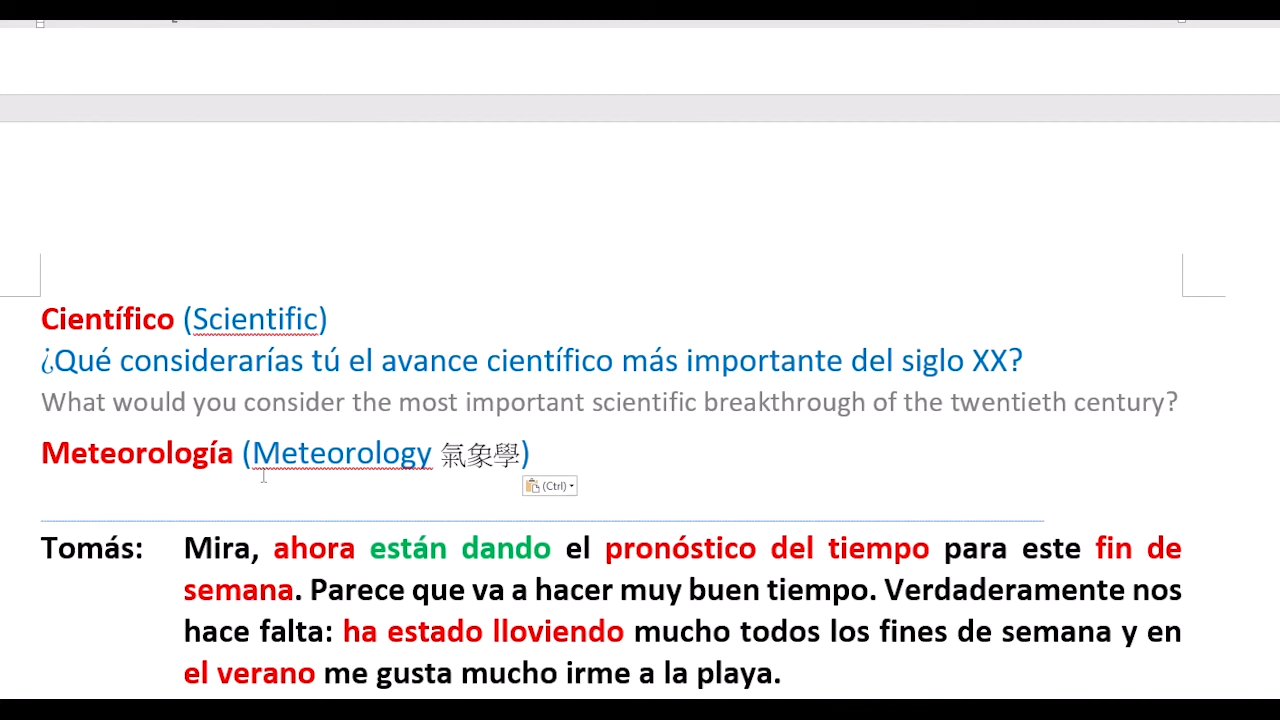 Científico (Scientific)
¿Qué considerarías tú el avance científico más importante del siglo XX?
What would you consider the most important scientific breakthrough of the twentieth century?
Meteorología (Meteorology 氣象學)
(Ctrl)
Tomás: Mira, ahora están dando el pronóstico del tiempo para este fin de
semana. Parece que va a hacer muy buen tiempo. Verdaderamente nos
hace falta: ha estado lloviendo mucho todos los fines de semana y en
el verano me gusta mucho irme a la playa.